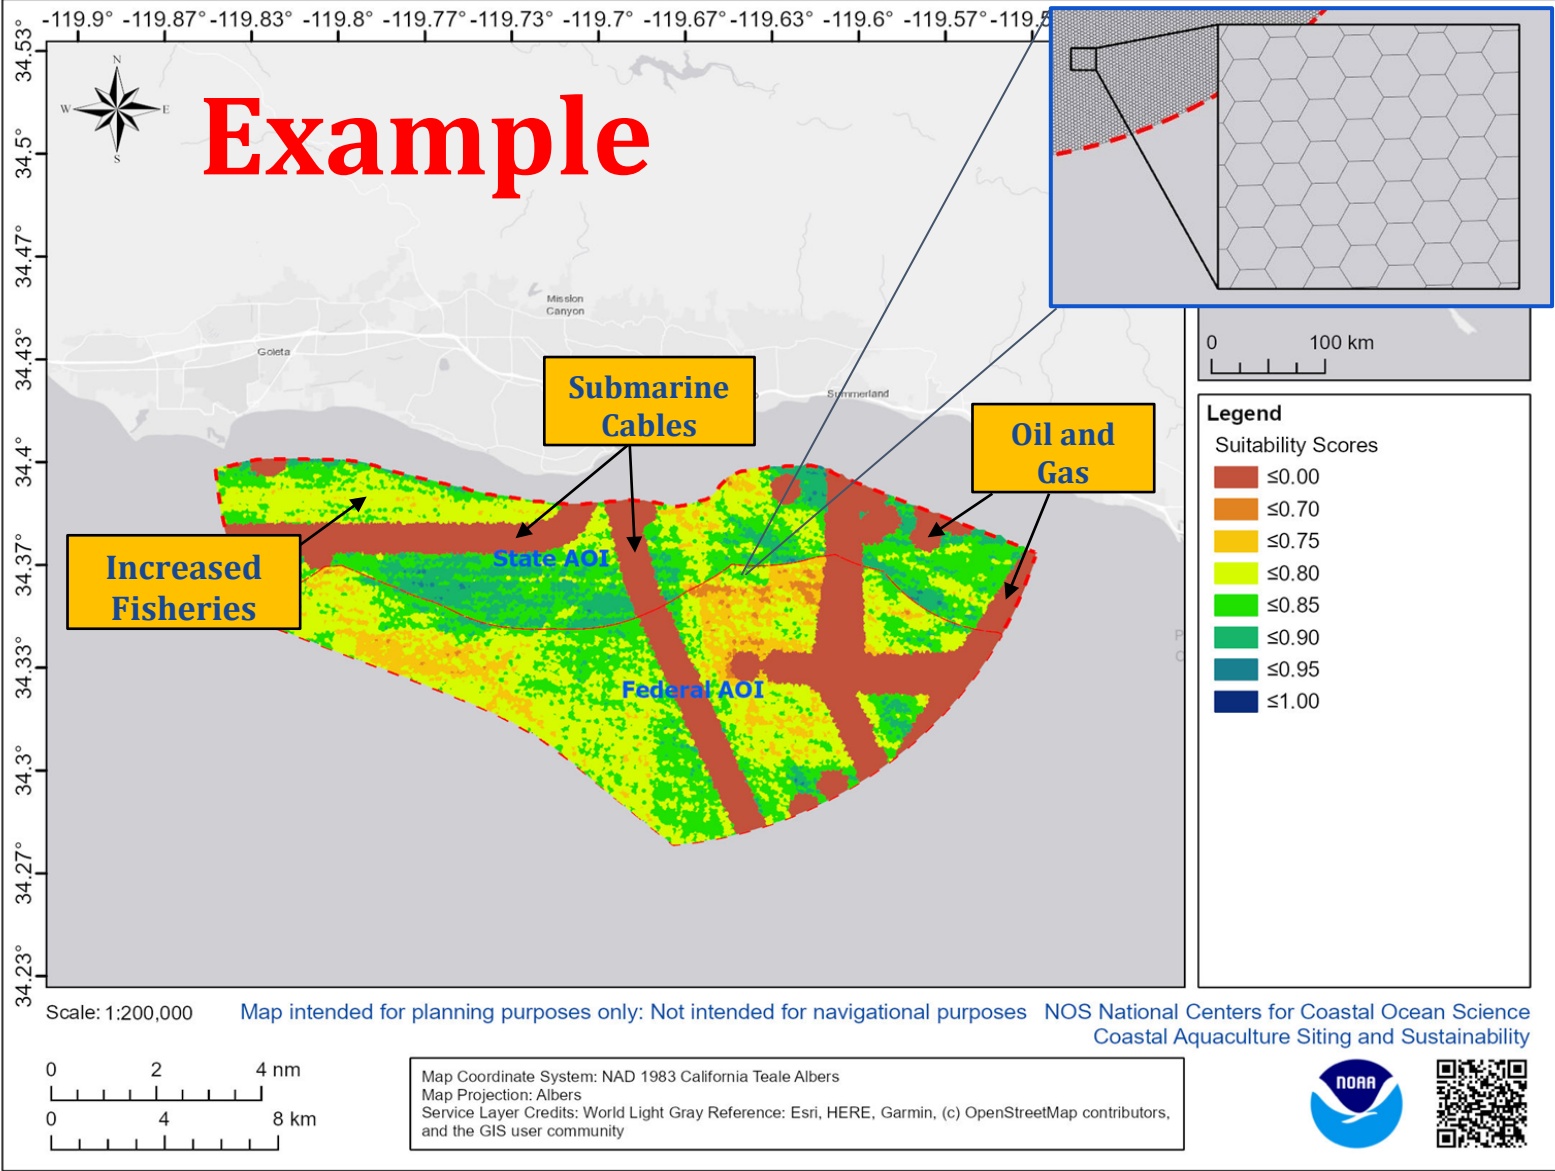 -119.9° -119.87° -119.83° -119.8° -119.77° -119.73° -119.7° -119.67° -119.63° -119.6° -119.57°
34.53°
34.5°
34.47°
34.43°
34.4°
34.37°
34.33°
34.3°
34.27°
34.23°
N
W E
S
Example
Mission
Canyon
Goleta
Summerland
Submarine
Cables
Oil and
Gas
Increased
Fisheries
State AOI
Federal AOI
0 100 km
Legend
Suitability Scores
≤0.00
≤0.70
≤0.75
≤0.80
≤0.85
≤0.90
≤0.95
≤1.00
Scale: 1:200,000
Map intended for planning purposes only: Not intended for navigational purposes
NOS National Centers for Coastal Ocean Science
Coastal Aquaculture Siting and Sustainability
0 2 4 nm
0 4 8 km
Map Coordinate System: NAD 1983 California Teale Albers
Map Projection: Albers
Service Layer Credits: World Light Gray Reference: Esri, HERE, Garmin, (c) OpenStreetMap contributors,
and the GIS user community
NOAA